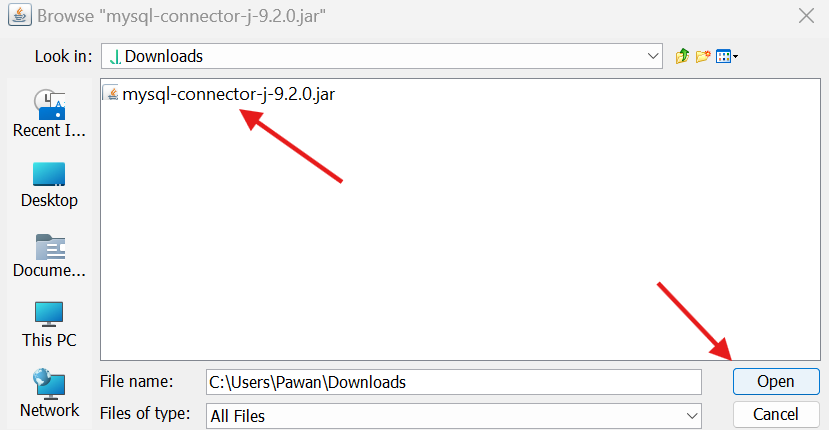 Browse "mysql-connector-j-9.2.0.jar"
Look in: Downloads
mysql-connector-j-9.2.0.jar
Recent I...
Desktop
Docume...
This PC
Network
File name: C:\Users\Pawan\Downloads Open
Files of type: All Files Cancel